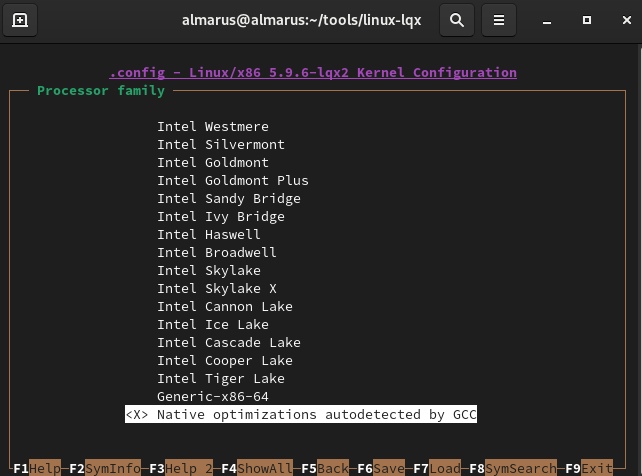 almarus@almarus:~/tools/linux-lqx
.config - Linux/x86 5.9.6-lqx2 Kernel Configuration
Processor family
Intel Westmere
Intel Silvermont
Intel Goldmont
Intel Goldmont Plus
Intel Sandy Bridge
Intel Ivy Bridge
Intel Haswell
Intel Broadwell
Intel Skylake
Intel Skylake X
Intel Cannon Lake
Intel Ice Lake
Intel Cascade Lake
Intel Cooper Lake
Intel Tiger Lake
Generic-x86-64
<X> Native optimizations autodetected by GCC
F1Help F2SymInfo F3Help 2 F4ShowAll F5Back F6Save F7Load F8SymSearch F9Exit